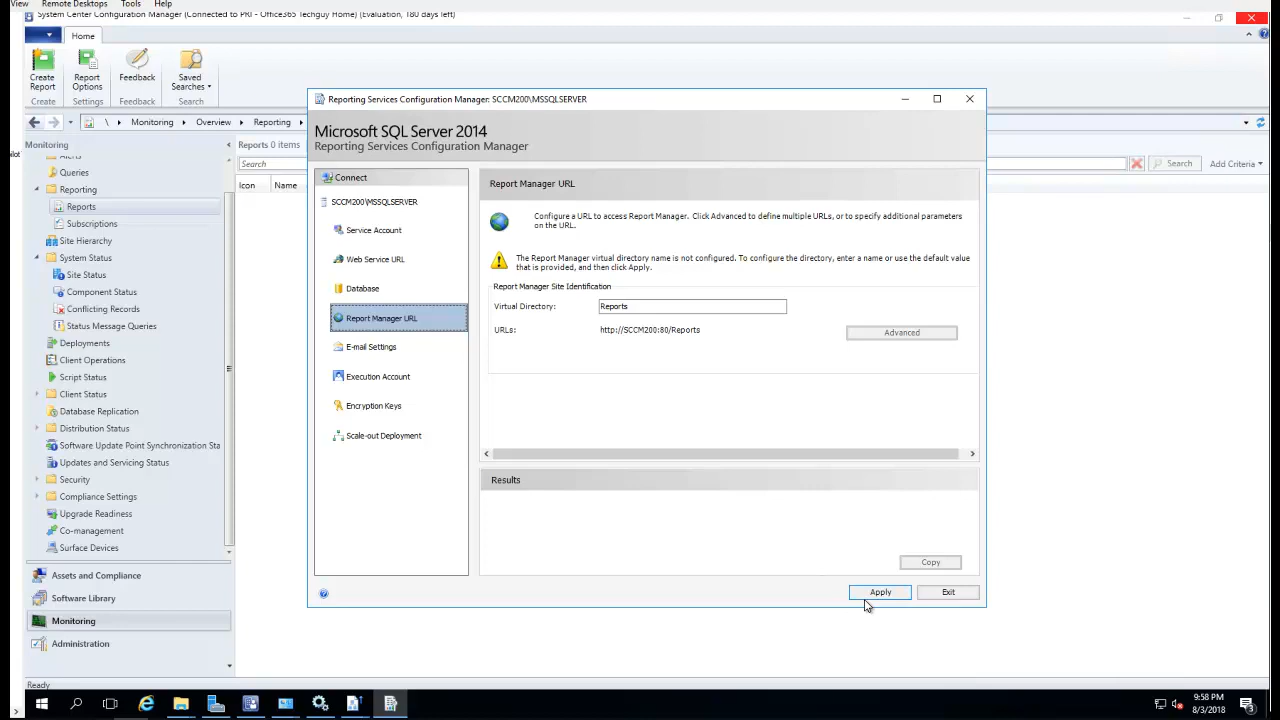 View Remote Desktops Tools Help
System Center Configuration Manager (Connected to PRI - Office365 Techguy Home) (Evaluation, 180 days left)
Home
Create Report
Report Options
Feedback
Saved Searches
Create
Settings
Feedback
Search
\ Monitoring Overview Reporting
Monitoring
Reports 0 items
Search
Search
Add Criteria
Icon Name
Alerts
Queries
Reporting
Reports
Subscriptions
Site Hierarchy
System Status
Site Status
Component Status
Conflicting Records
Status Message Queries
Deployments
Client Operations
Script Status
Client Status
Database Replication
Distribution Status
Software Update Point Synchronization Sta
Updates and Servicing Status
Security
Compliance Settings
Upgrade Readiness
Co-management
Surface Devices
Assets and Compliance
Software Library
Monitoring
Administration
Ready
Reporting Services Configuration Manager: SCCM200\MSSQLSERVER
Microsoft SQL Server 2014
Reporting Services Configuration Manager
Connect
SCCM200\MSSQLSERVER
Service Account
Web Service URL
Database
Report Manager URL
E-mail Settings
Execution Account
Encryption Keys
Scale-out Deployment
Report Manager URL
Configure a URL to access Report Manager. Click Advanced to define multiple URLs, or to specify additional parameters
on the URL.
The Report Manager virtual directory name is not configured. To configure the directory, enter a name or use the default value
that is provided, and then click Apply.
Report Manager Site Identification
Virtual Directory: Reports
URLs: http://SCCM200:80/Reports
Advanced
Results
Copy
Apply
Exit
9:58 PM
8/3/2018
3